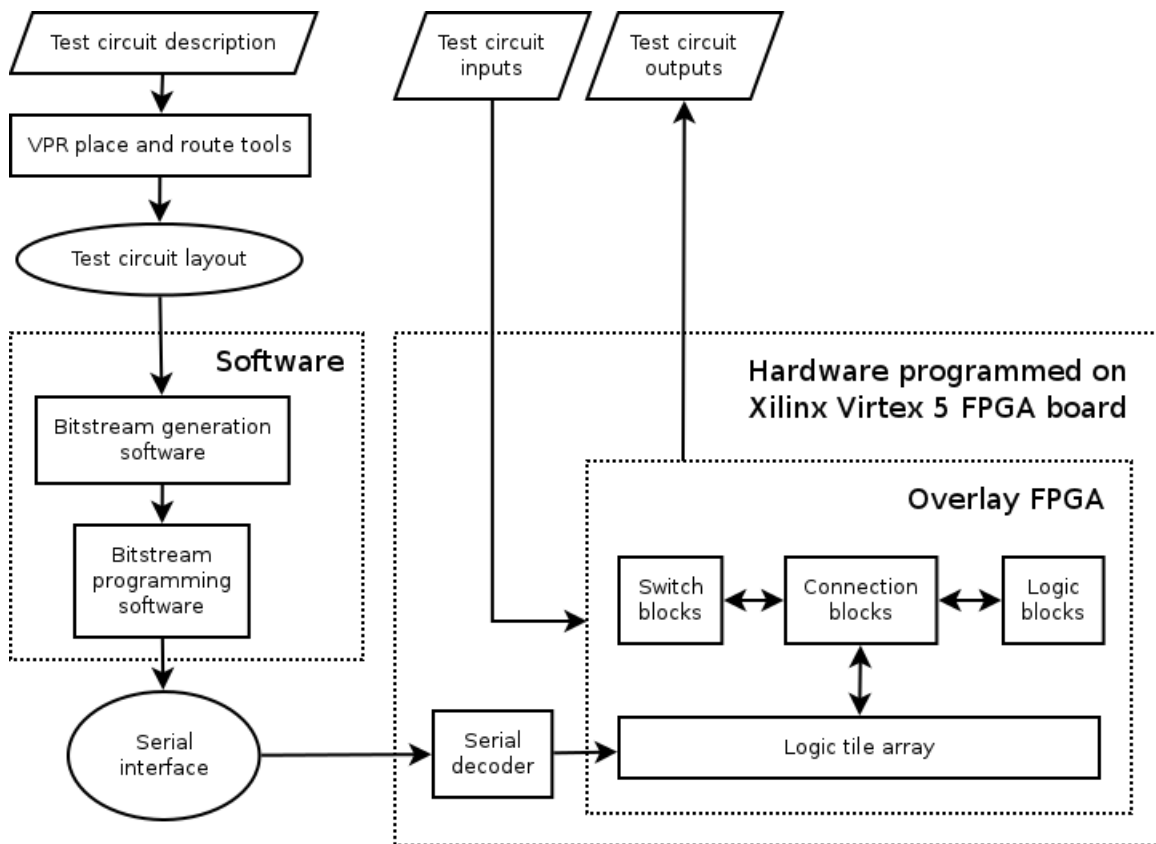 Test circuit description
Test circuit
inputs
Test circuit
outputs
VPR place and route tools
Test circuit layout
Software
Bitstream generation
software
Bitstream
programming
software
Serial
interface
Hardware programmed on
Xilinx Virtex 5 FPGA board
Overlay FPGA
Switch
blocks
Connection
blocks
Logic
blocks
Serial
decoder
Logic tile array